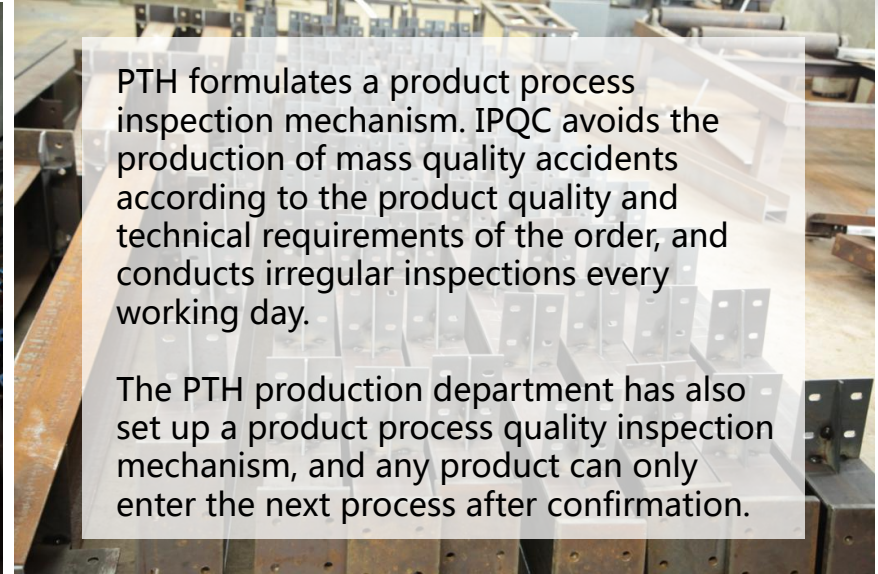 PTH formulates a product process
inspection mechanism. IPQC avoids the
production of mass quality accidents
according to the product quality and
technical requirements of the order, and
conducts irregular inspections every
working day.
The PTH production department has also
set up a product process quality inspection
mechanism, and any product can only
enter the next process after confirmation.